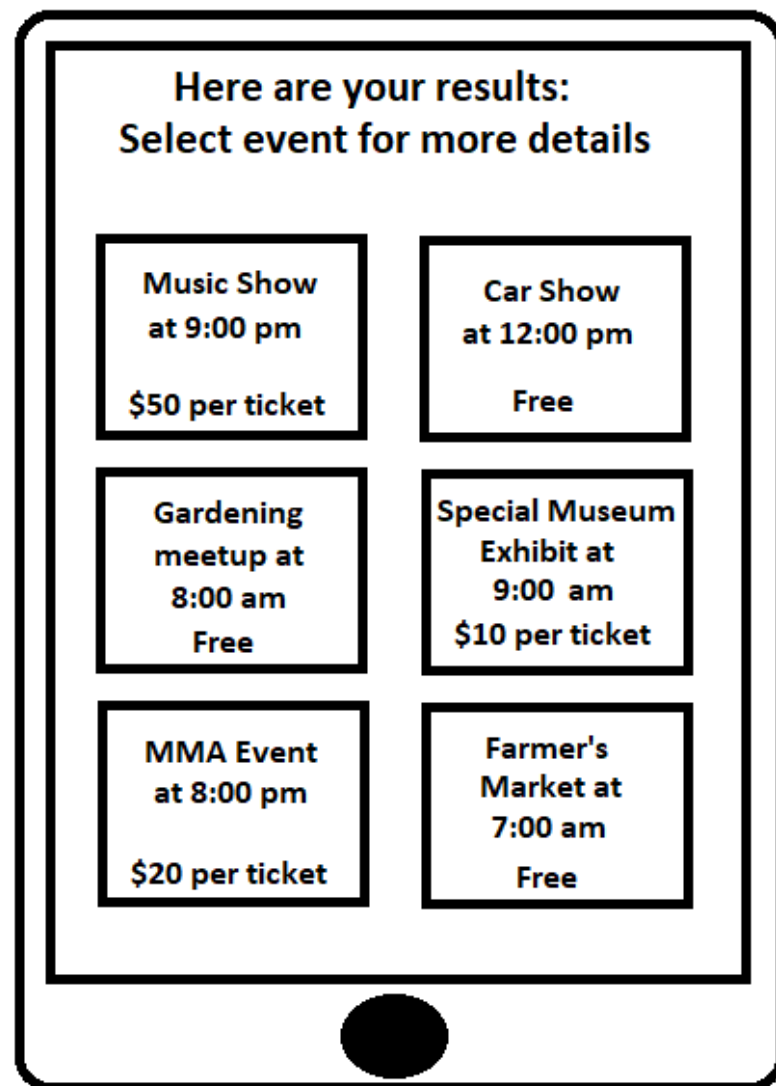 Here are your results:
Select event for more details
Music Show
at 9:00 pm
$50 per ticket
Car Show
at 12:00 pm
Free
Gardening
meetup at
8:00 am
Free
Special Museum
Exhibit at
9:00 am
$10 per ticket
MMA Event
at 8:00 pm
$20 per ticket
Farmer's
Market at
7:00 am
Free